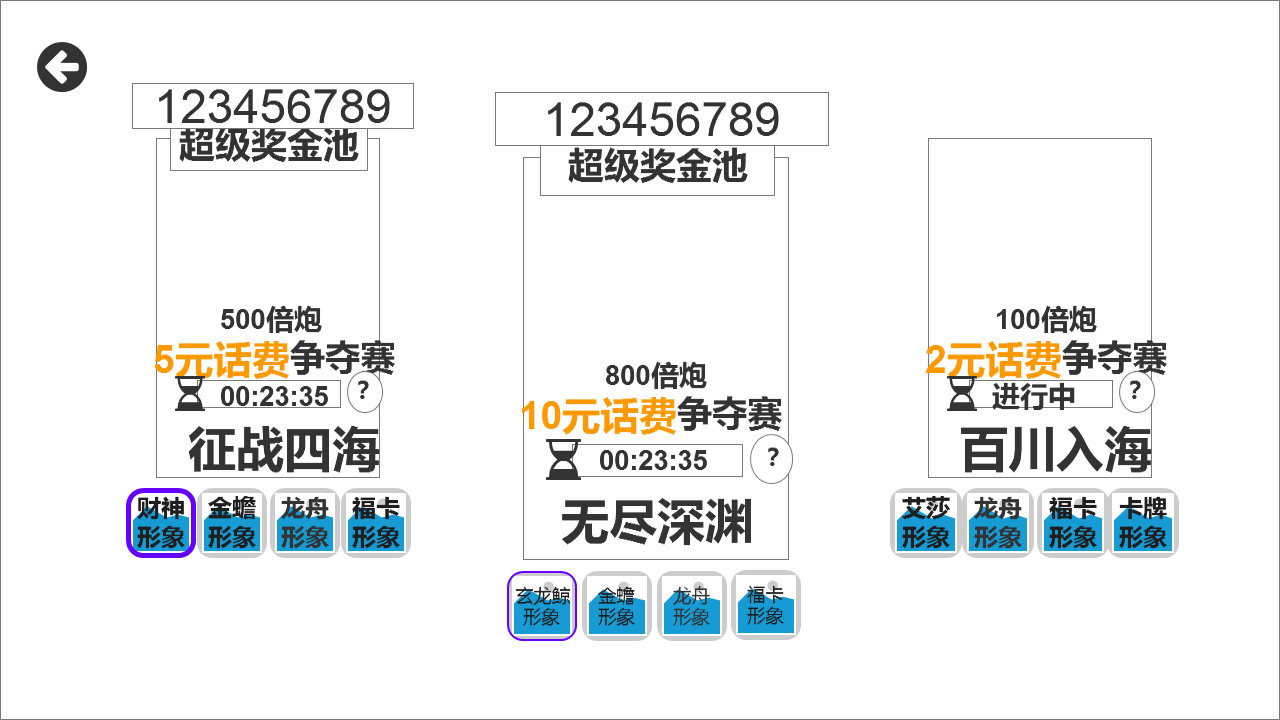 123456789
超级奖金池
500倍炮
5元话费争夺赛
00:23:35
?
征战四海
财神
形象
金蟾
形象
龙舟
形象
福卡
形象
123456789
超级奖金池
800倍炮
10元话费争夺赛
00:23:35
?
无尽深渊
玄龙鲸
形象
金蟾
形象
龙舟
形象
福卡
形象
100倍炮
2元话费争夺赛
进行中
?
百川入海
艾莎
形象
龙舟
形象
福卡
形象
卡牌
形象